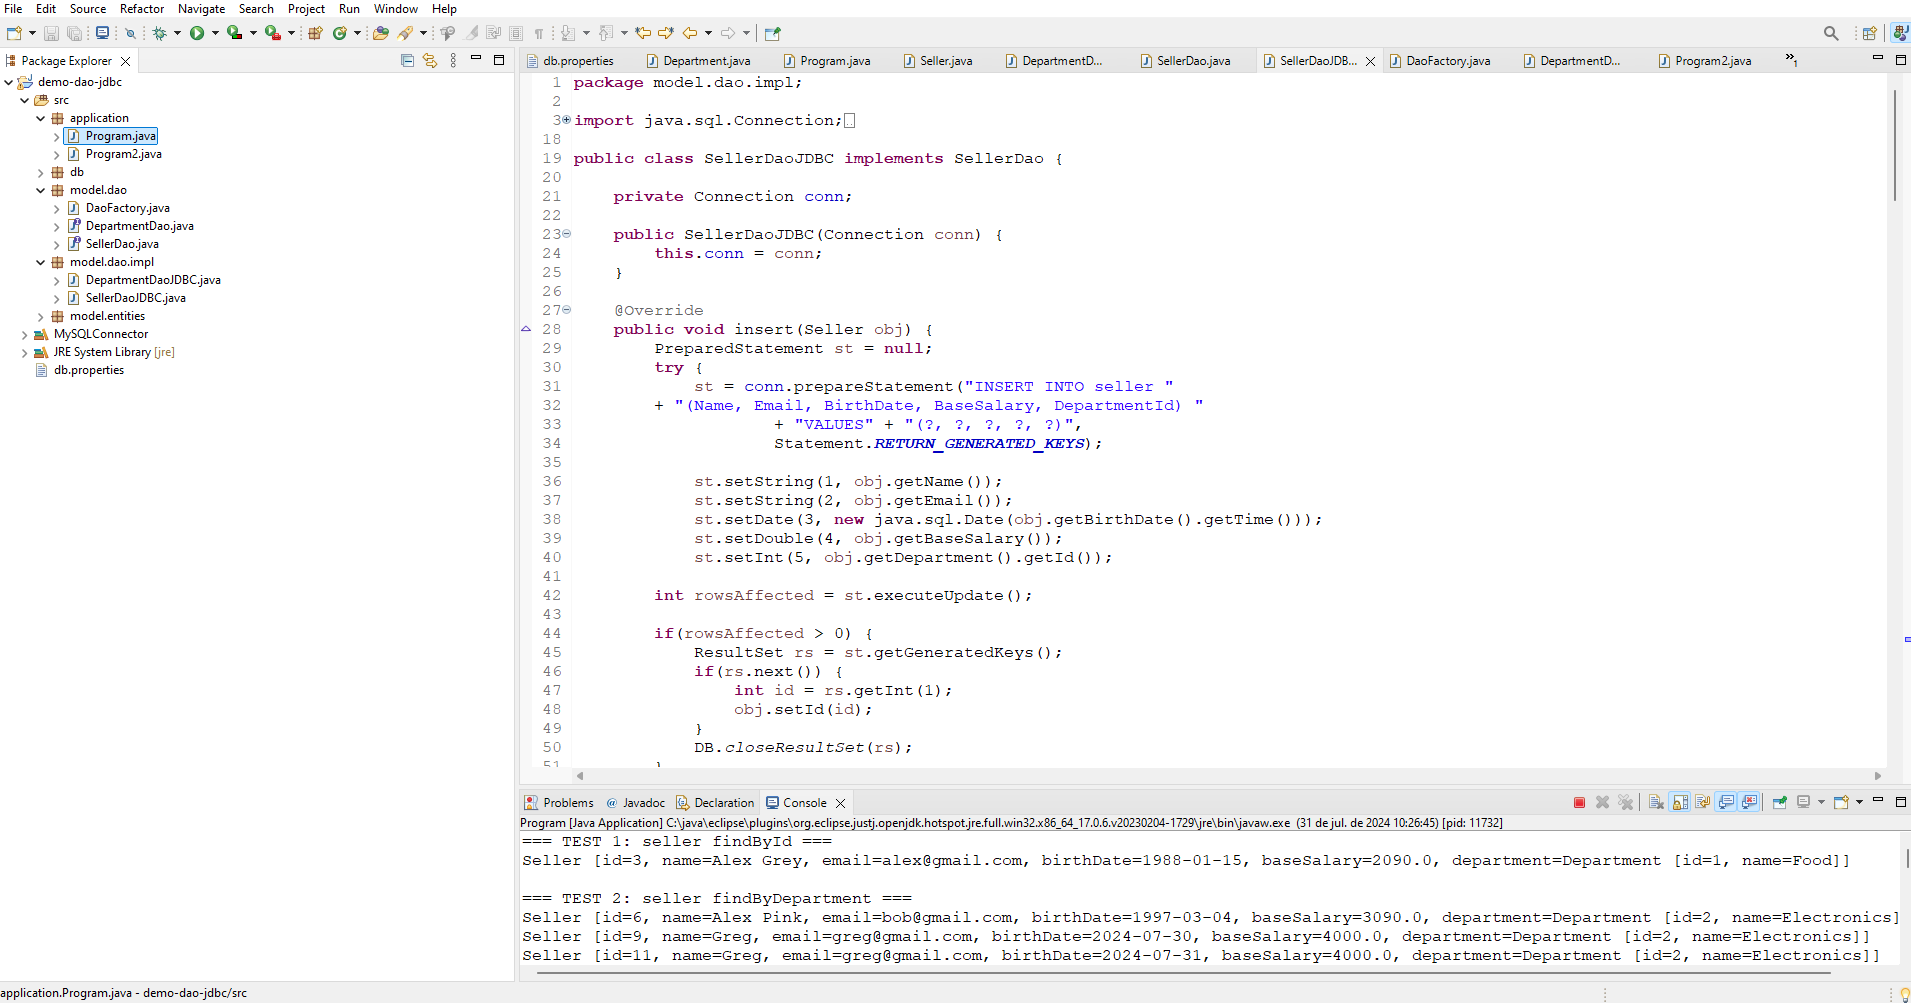 File Edit Source Refactor Navigate Search Project Run Window Help
Package Explorer
demo-dao-jdbc
src
application
Program.java
Program2.java
db
model.dao
DaoFactory.java
DepartmentDao.java
SellerDao.java
model.dao.impl
DepartmentDaoJDBC.java
SellerDaoJDBC.java
model.entities
MySQLConnector
JRE System Library [jre]
db.properties
db.properties Department.java Program.java Seller.java DepartmentD... SellerDao.java SellerDaoJDB... DaoFactory.java DepartmentD... Program2.java »1
1 package model.dao.impl;
2
3 import java.sql.Connection;
18
19 public class SellerDaoJDBC implements SellerDao {
20
21 private Connection conn;
22
23 public SellerDaoJDBC(Connection conn) {
24 this.conn = conn;
25 }
26
27 @Override
28 public void insert(Seller obj) {
29 PreparedStatement st = null;
30 try {
31 st = conn.prepareStatement("INSERT INTO seller "
32 + "(Name, Email, BirthDate, BaseSalary, DepartmentId) "
33 + "VALUES" + "(?, ?, ?, ?, ?)",
34 Statement.RETURN_GENERATED_KEYS);
35
36 st.setString(1, obj.getName());
37 st.setString(2, obj.getEmail());
38 st.setDate(3, new java.sql.Date(obj.getBirthDate().getTime()));
39 st.setDouble(4, obj.getBaseSalary());
40 st.setInt(5, obj.getDepartment().getId());
41
42 int rowsAffected = st.executeUpdate();
43
44 if(rowsAffected > 0) {
45 ResultSet rs = st.getGeneratedKeys();
46 if(rs.next()) {
47 int id = rs.getInt(1);
48 obj.setId(id);
49 }
50 DB.closeResultSet(rs);
51 }
Problems @ Javadoc Declaration Console
Program [Java Application] C:\java\eclipse\plugins\org.eclipse.justj.openjdk.hotspot.jre.full.win32.x86_64_17.0.6.v20230204-1729\jre\bin\javaw.exe (31 de jul. de 2024 10:26:45) [pid: 11732]
=== TEST 1: seller findById ===
Seller [id=3, name=Alex Grey, email=alex@gmail.com, birthDate=1988-01-15, baseSalary=2090.0, department=Department [id=1, name=Food]]
=== TEST 2: seller findByDepartment ===
Seller [id=6, name=Alex Pink, email=bob@gmail.com, birthDate=1997-03-04, baseSalary=3090.0, department=Department [id=2, name=Electronics]
Seller [id=9, name=Greg, email=greg@gmail.com, birthDate=2024-07-30, baseSalary=4000.0, department=Department [id=2, name=Electronics]]
Seller [id=11, name=Greg, email=greg@gmail.com, birthDate=2024-07-31, baseSalary=4000.0, department=Department [id=2, name=Electronics]]
application.Program.java - demo-dao-jdbc/src